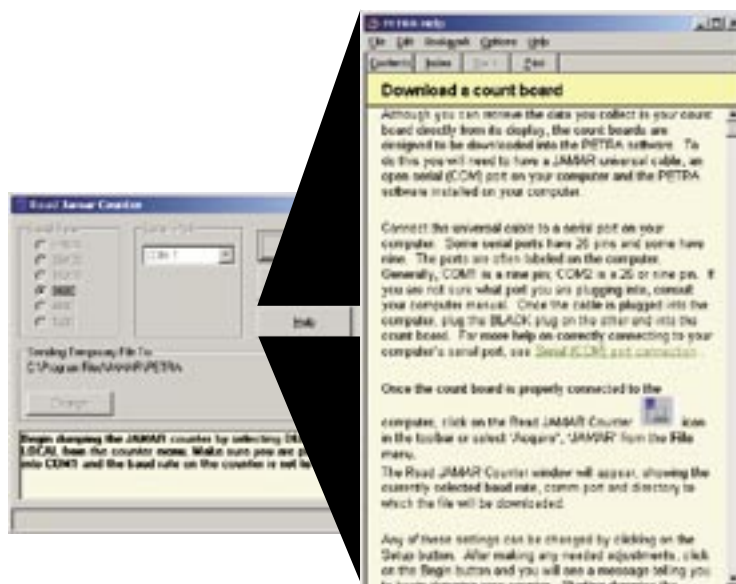 Read Jamar Counter
COM 1
9600
Help
Sending Temporary File To:
C:\Program Files\JAMAR\PETRA
Change
Begin dumping the JAMAR counter by selecting
LOCAL from the counter menu. Make sure you are
into COM1 and the baud rate on the counter is set to
PETRA Help
File Edit Bookmark Options Help
Contents Index Back Print
Download a count board
Although you can retrieve the data you collect in your count
board directly from its display, the count boards are
designed to be downloaded into the PETRA software. To
do this you will need to have a JAMAR universal cable, an
open serial (COM) port on your computer and the PETRA
software installed on your computer.
Connect the universal cable to a serial port on your
computer. Some serial ports have 25 pins and some have
nine. The ports are often labeled on the computer.
Generally, COM1 is a nine pin; COM2 is a 25 or nine pin. If
you are not sure what port you are plugging into, consult
your computer manual. Once the cable is plugged into the
computer, plug the BLACK plug on the other end into the
count board. For more help on correctly connecting to your
computer's serial port, see Serial (COM) port connection.
Once the count board is properly connected to the
computer, click on the Read JAMAR Counter icon
in the toolbar or select 'Acquire', 'JAMAR' from the File
menu.
The Read JAMAR Counter window will appear, showing the
currently selected baud rate, comm port and directory to
which the file will be downloaded.
Any of these settings can be changed by clicking on the
Setup button. After making any needed adjustments, click
on the Begin button and you will see a message telling you